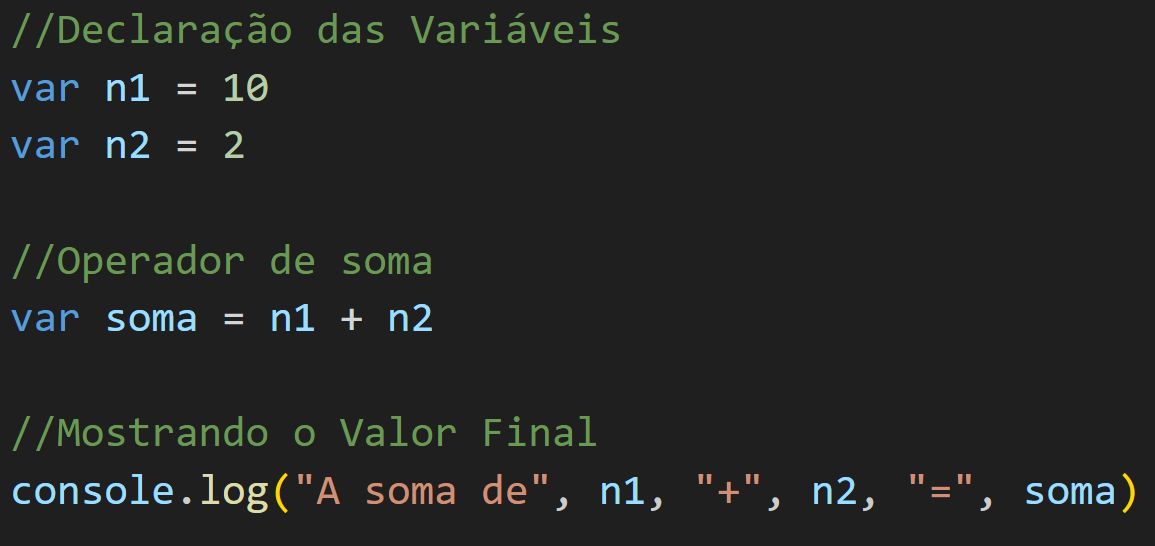 //Declaração das Variáveis
var n1 = 10
var n2 = 2
//Operador de soma
var soma = n1 + n2
//Mostrando o Valor Final
console.log("A soma de", n1, "+", n2, "=", soma)